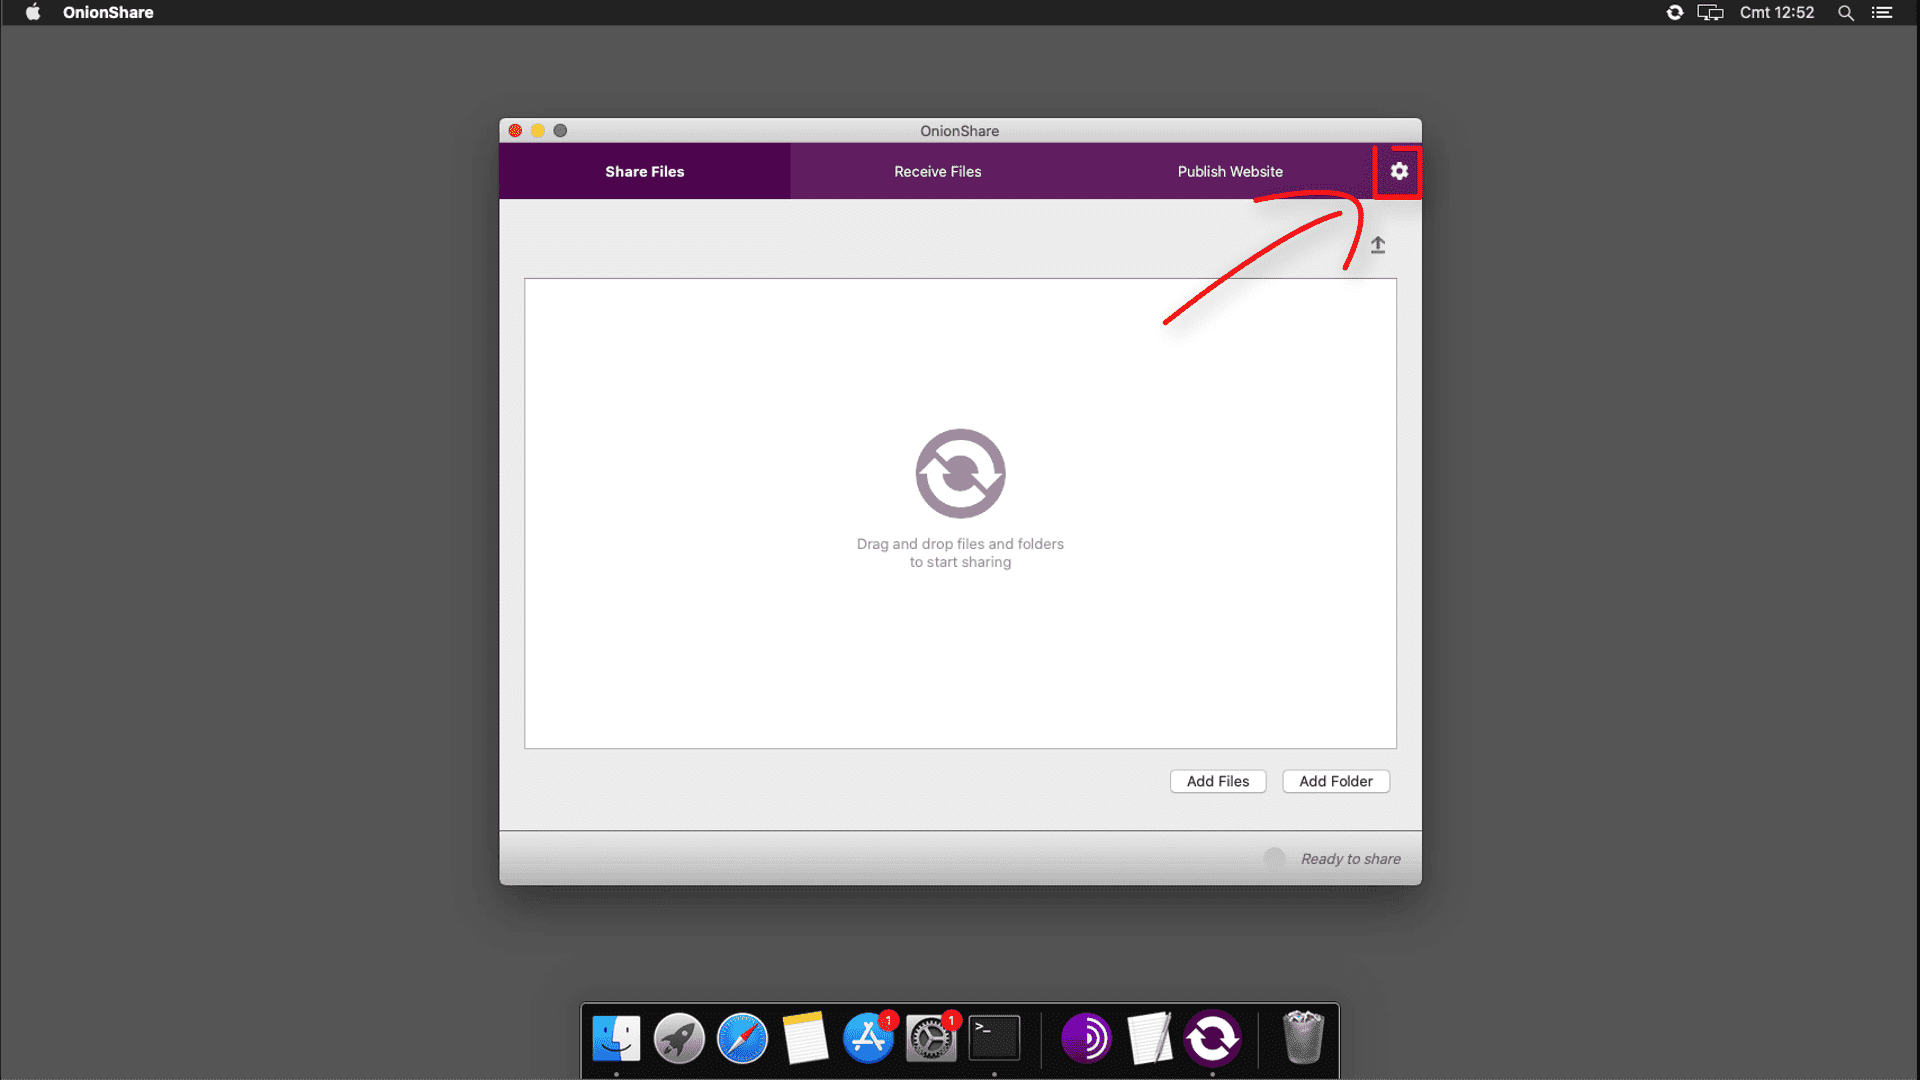 OnionShare
Cmt 12:52
OnionShare
Share Files
Receive Files
Publish Website
Drag and drop files and folders
to start sharing
Add Files
Add Folder
Ready to share
1
1
>_